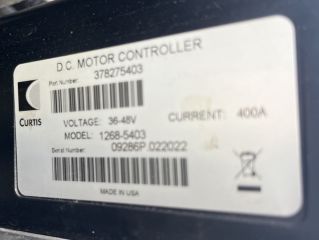 D.C. MOTOR CONTROLLER
Part Number:
378275403
CURTIS
VOLTAGE: 36-48V CURRENT: 400A
MODEL: 1268-5403
Serial Number: 09286P.022022
MADE IN USA